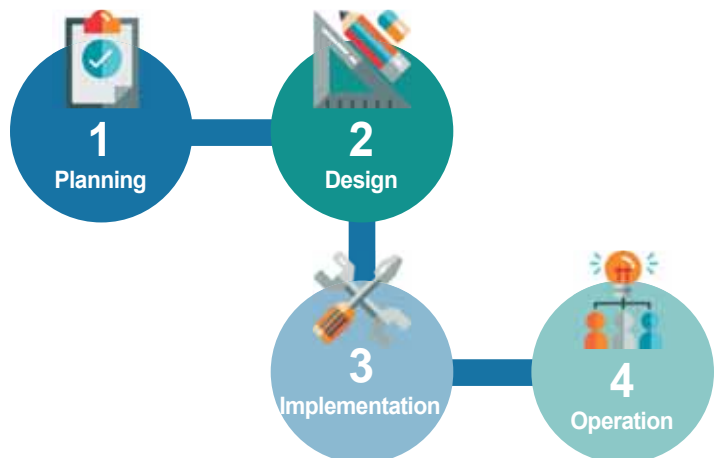 1
Planning
2
Design
3
Implementation
4
Operation